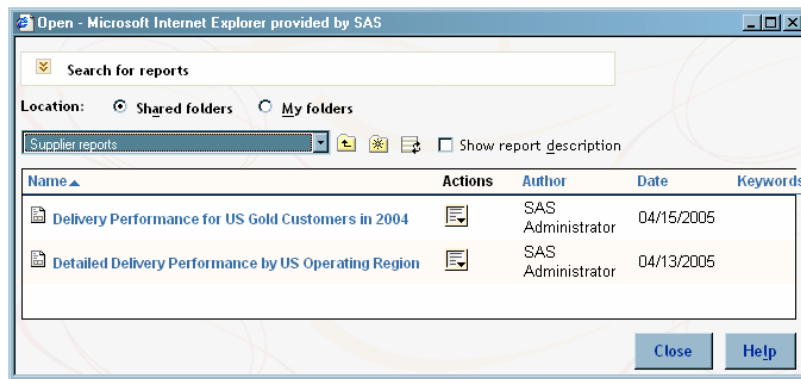 Open - Microsoft Internet Explorer provided by SAS
Search for reports
Location: Shared folders My folders
Supplier reports Show report description
Name Actions Author Date Keywords
Delivery Performance for US Gold Customers in 2004 SAS Administrator 04/15/2005
Detailed Delivery Performance by US Operating Region SAS Administrator 04/13/2005
Close Help